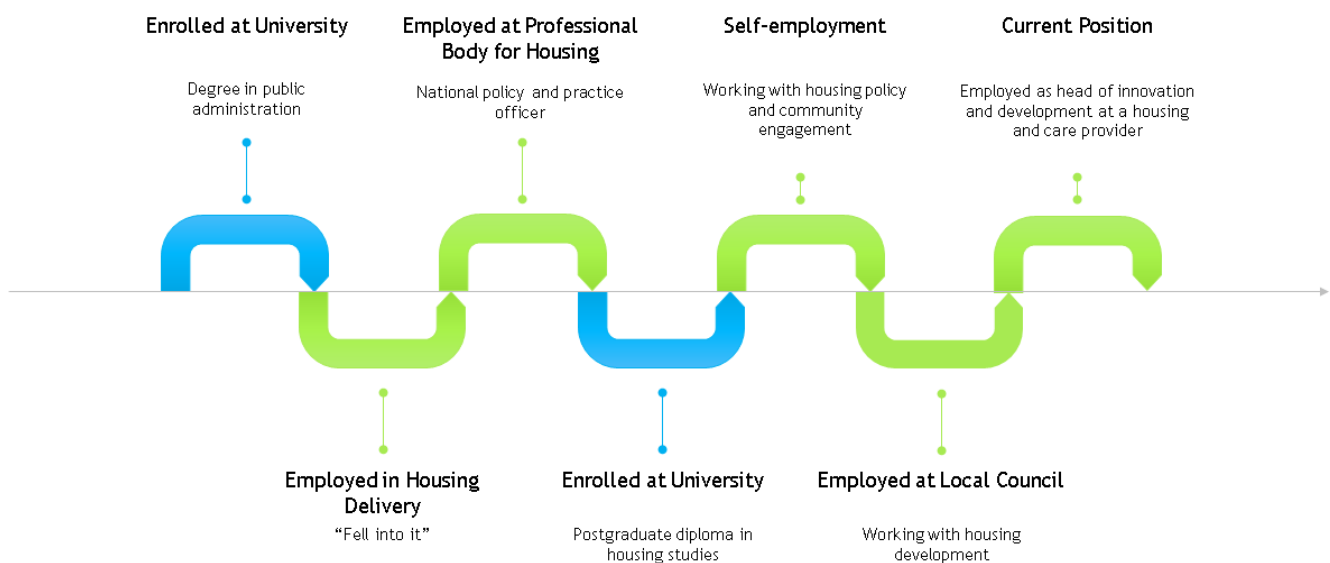 Enrolled at University
Degree in public
administration
Employed at Professional
Body for Housing
National policy and practice
officer
Self-employment
Working with housing policy
and community
engagement
Current Position
Employed as head of innovation
and development at a housing
and care provider
Employed in Housing
Delivery
“Fell into it”
Enrolled at University
Postgraduate diploma in
housing studies
Employed at Local Council
Working with housing
development